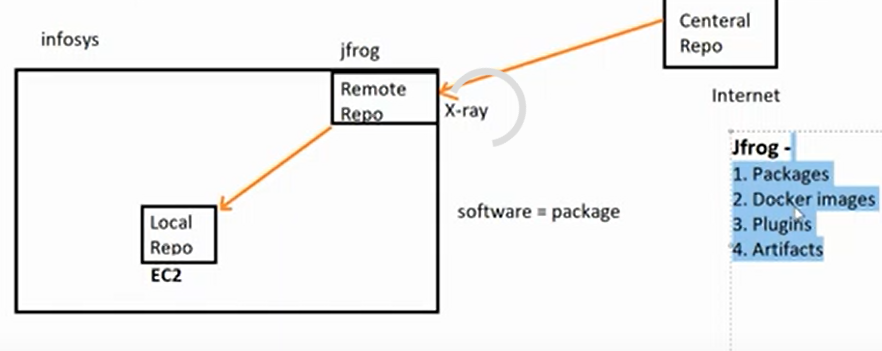 infosys
jfrog
Centeral
Repo
Remote
Repo
X-ray
Internet
Jfrog -
1. Packages
2. Docker images
3. Plugins
4. Artifacts
Local
Repo
EC2
software = package